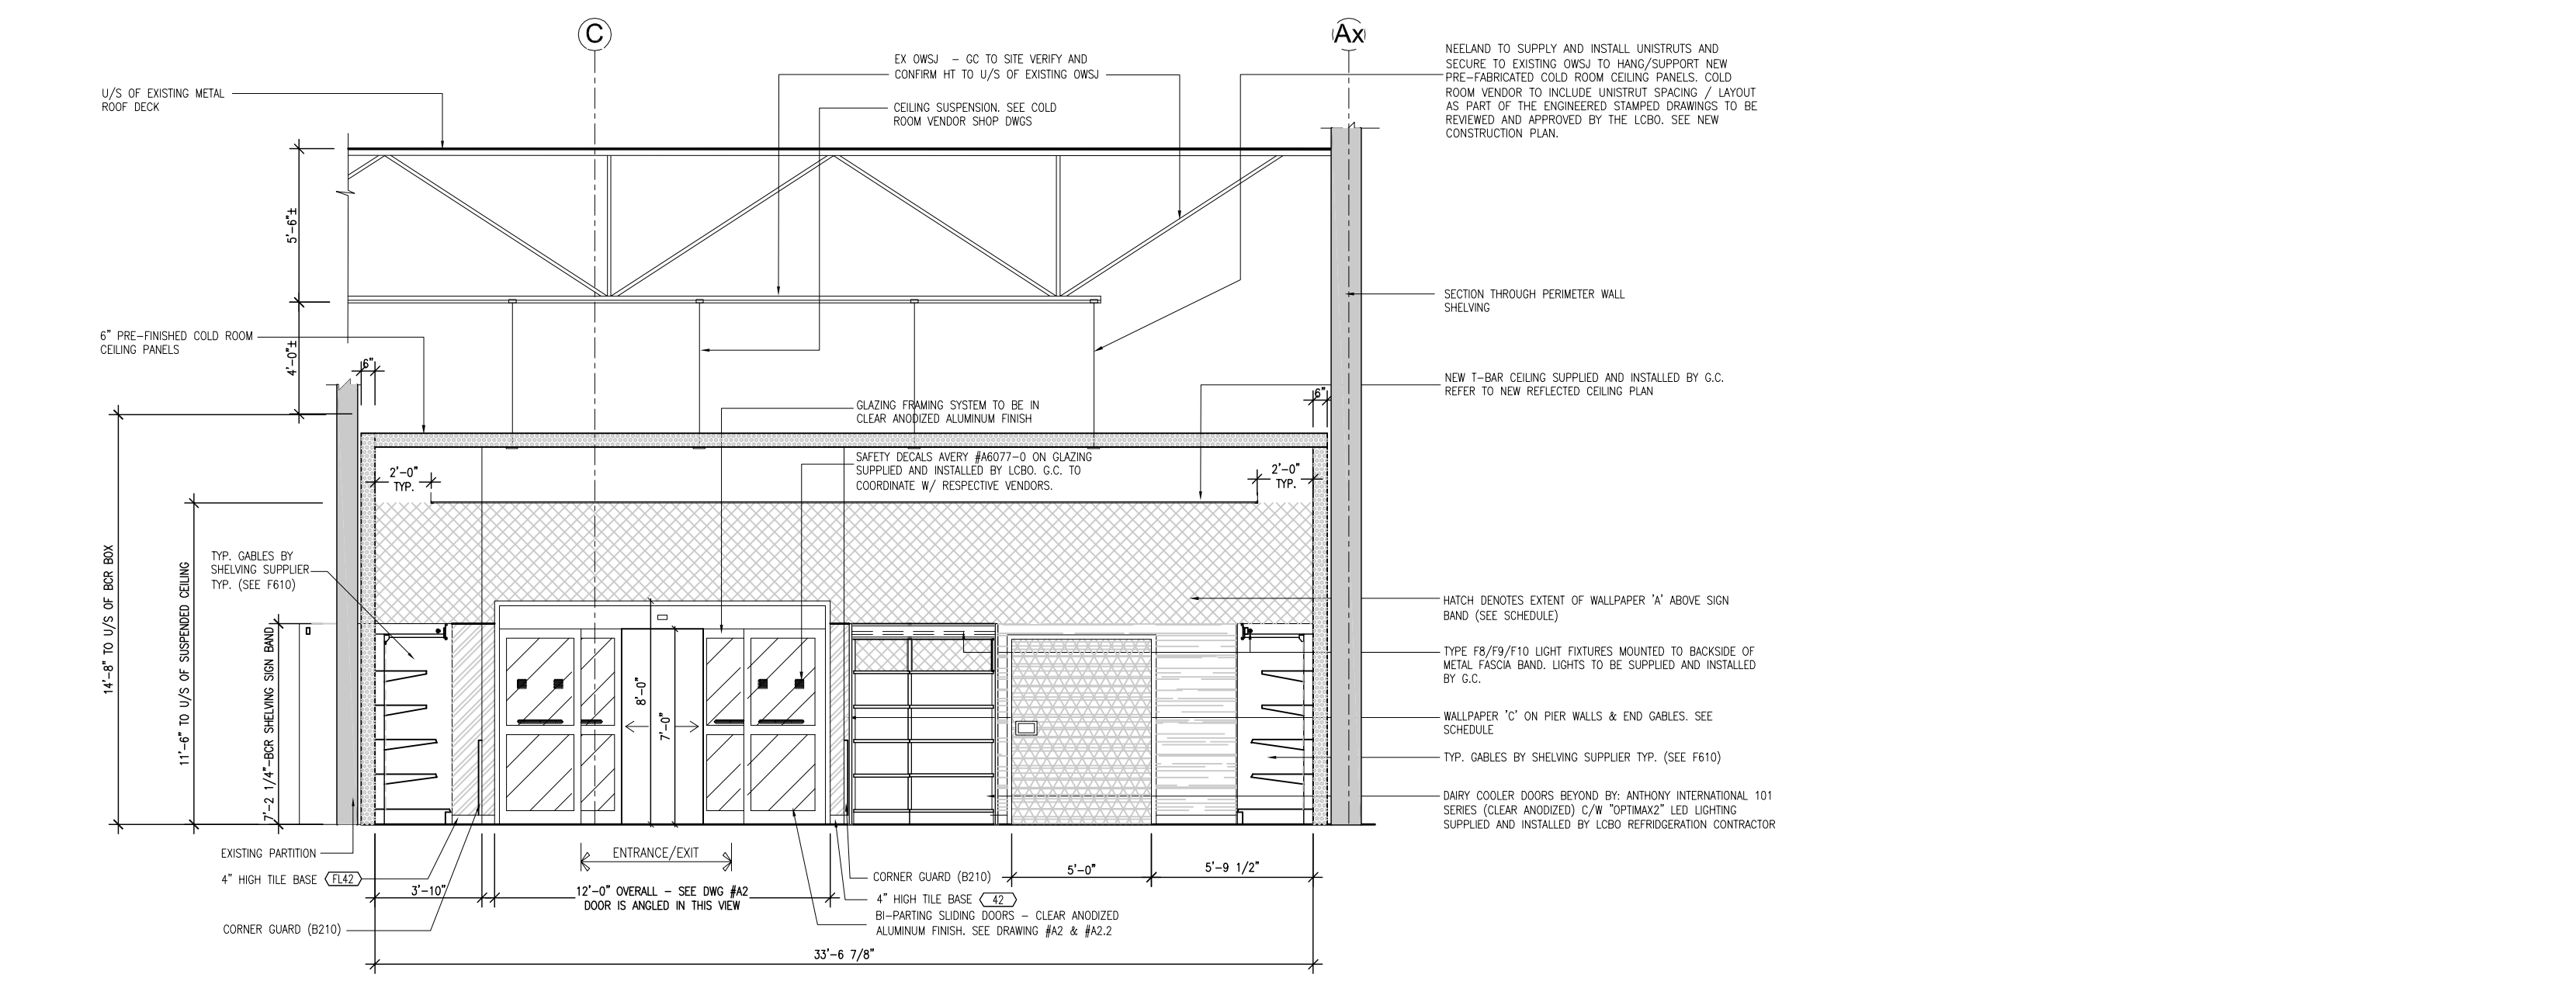 C
Ax
EX OWSJ – GC TO SITE VERIFY AND
CONFIRM HT TO U/S OF EXISTING OWSJ
NEELAND TO SUPPLY AND INSTALL UNISTRUTS AND
SECURE TO EXISTING OWSJ TO HANG/SUPPORT NEW
PRE-FABRICATED COLD ROOM CEILING PANELS. COLD
ROOM VENDOR TO INCLUDE UNISTRUT SPACING / LAYOUT
AS PART OF THE ENGINEERED STAMPED DRAWINGS TO BE
REVIEWED AND APPROVED BY THE LCBO. SEE NEW
CONSTRUCTION PLAN.
U/S OF EXISTING METAL
ROOF DECK
CEILING SUSPENSION. SEE COLD
ROOM VENDOR SHOP DWGS
5'-6"±
SECTION THROUGH PERIMETER WALL
SHELVING
6" PRE-FINISHED COLD ROOM
CEILING PANELS
4'-0"±
6"
NEW T-BAR CEILING SUPPLIED AND INSTALLED BY G.C.
REFER TO NEW REFLECTED CEILING PLAN
6"
GLAZING FRAMING SYSTEM TO BE IN
CLEAR ANODIZED ALUMINUM FINISH
SAFETY DECALS AVERY #A6077-0 ON GLAZING
SUPPLIED AND INSTALLED BY LCBO. G.C. TO
COORDINATE W/ RESPECTIVE VENDORS.
2'-0"
TYP.
2'-0"
TYP.
14'-8" TO U/S OF BCR BOX
11'-6" TO U/S OF SUSPENDED CEILING
7'-2 1/4"-BCR SHELVING SIGN BAND
TYP. GABLES BY
SHELVING SUPPLIER
TYP. (SEE F610)
HATCH DENOTES EXTENT OF WALLPAPER 'A' ABOVE SIGN
BAND (SEE SCHEDULE)
TYPE F8/F9/F10 LIGHT FIXTURES MOUNTED TO BACKSIDE OF
METAL FASCIA BAND. LIGHTS TO BE SUPPLIED AND INSTALLED
BY G.C.
8'-0"
7'-0"
WALLPAPER 'C' ON PIER WALLS & END GABLES. SEE
SCHEDULE
TYP. GABLES BY SHELVING SUPPLIER TYP. (SEE F610)
DAIRY COOLER DOORS BEYOND BY: ANTHONY INTERNATIONAL 101
SERIES (CLEAR ANODIZED) C/W "OPTIMAX2" LED LIGHTING
SUPPLIED AND INSTALLED BY LCBO REFRIDGERATION CONTRACTOR
EXISTING PARTITION
ENTRANCE/EXIT
4" HIGH TILE BASE FL42
CORNER GUARD (B210)
5'-0"
5'-9 1/2"
3'-10"
12'-0" OVERALL – SEE DWG #A2
DOOR IS ANGLED IN THIS VIEW
4" HIGH TILE BASE 42
BI-PARTING SLIDING DOORS – CLEAR ANODIZED
ALUMINUM FINISH. SEE DRAWING #A2 & #A2.2
CORNER GUARD (B210)
33'-6 7/8"